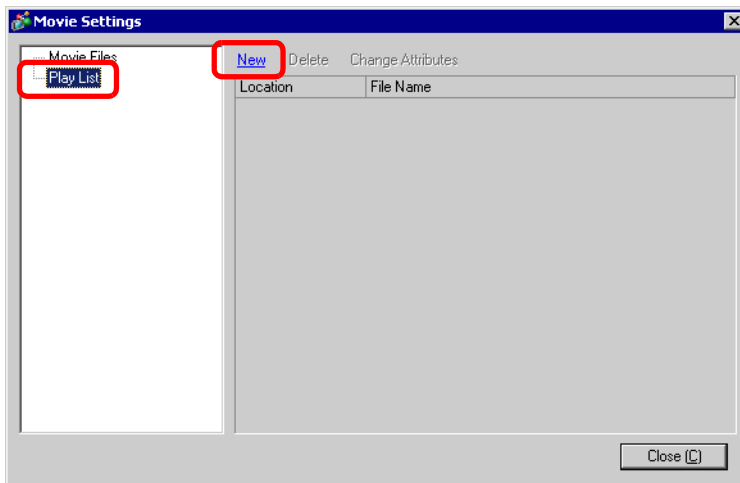 Movie Settings
Movie Files
Play List
New Delete Change Attributes
Location File Name
Close (C)